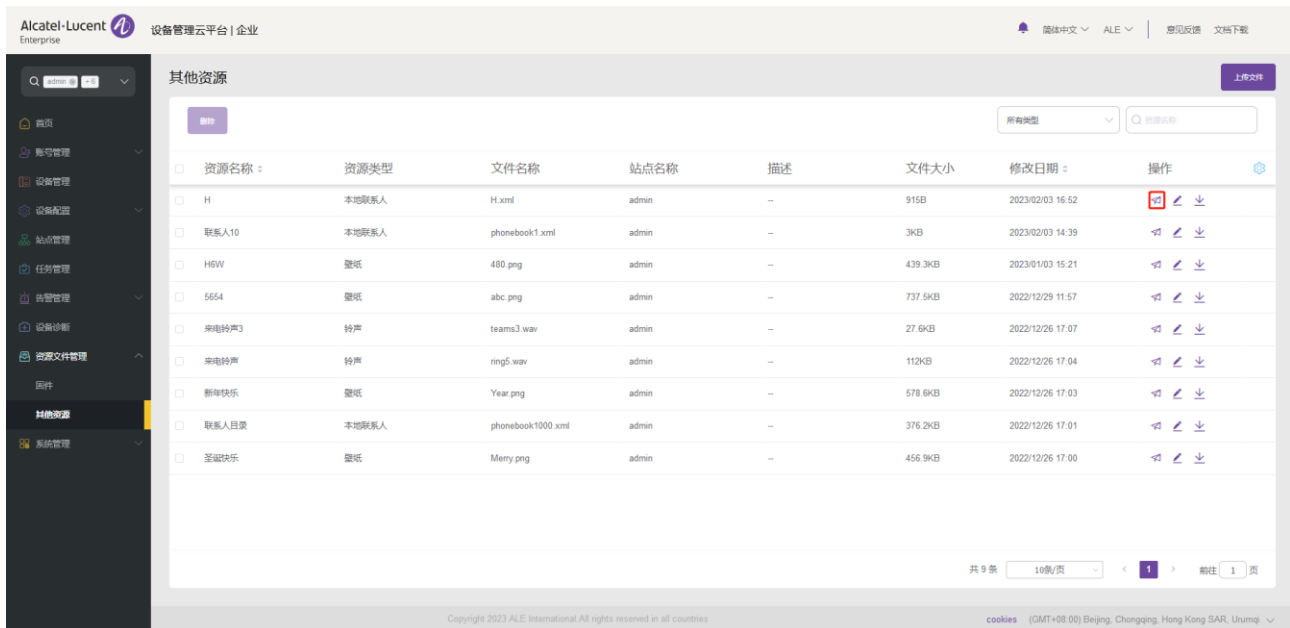 Alcatel·Lucent
Enterprise
设备管理云平台 | 企业
简体中文 ALE 意见反馈 文档下载
admin + 6
其他资源
上传文件
首页
账号管理
设备管理
设备配置
站点管理
任务管理
告警管理
设备诊断
资源文件管理
固件
其他资源
系统管理
删除
所有类型 资源名称
资源名称 资源类型 文件名称 站点名称 描述 文件大小 修改日期 操作
H 本地联系人 H.xml admin -- 915B 2023/02/03 16:52
联系人10 本地联系人 phonebook1.xml admin -- 3KB 2023/02/03 14:39
H6W 壁纸 480.png admin -- 439.3KB 2023/01/03 15:21
5654 壁纸 abc.png admin -- 737.5KB 2022/12/29 11:57
来电铃声3 铃声 teams3.wav admin -- 27.6KB 2022/12/26 17:07
来电铃声 铃声 ring5.wav admin -- 112KB 2022/12/26 17:04
新年快乐 壁纸 Year.png admin -- 578.6KB 2022/12/26 17:03
联系人目录 本地联系人 phonebook1000.xml admin -- 376.2KB 2022/12/26 17:01
圣诞快乐 壁纸 Merry.png admin -- 456.9KB 2022/12/26 17:00
共 9 条 10条/页 1 前往 1 页
Copyright 2023 ALE International.All rights reserved in all countries
cookies (GMT+08:00) Beijing, Chongqing, Hong Kong SAR, Urumqi